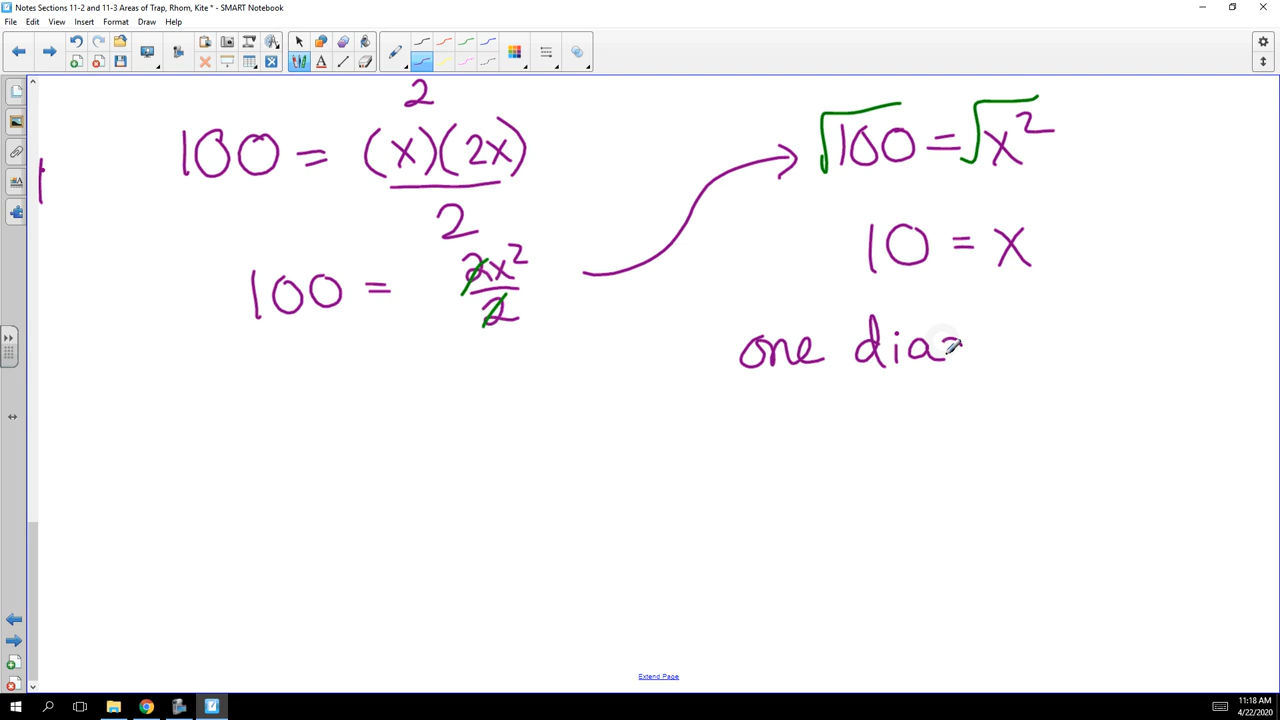 Notes Sections 11-2 and 11-3 Areas of Trap, Rhom, Kite * - SMART Notebook
File Edit View Insert Format Draw Help
2
100 = (x)(2x)
2
100 = 2x²
2
√100 = √x²
10 = x
one dia
Extend Page
11:18 AM
4/22/2020